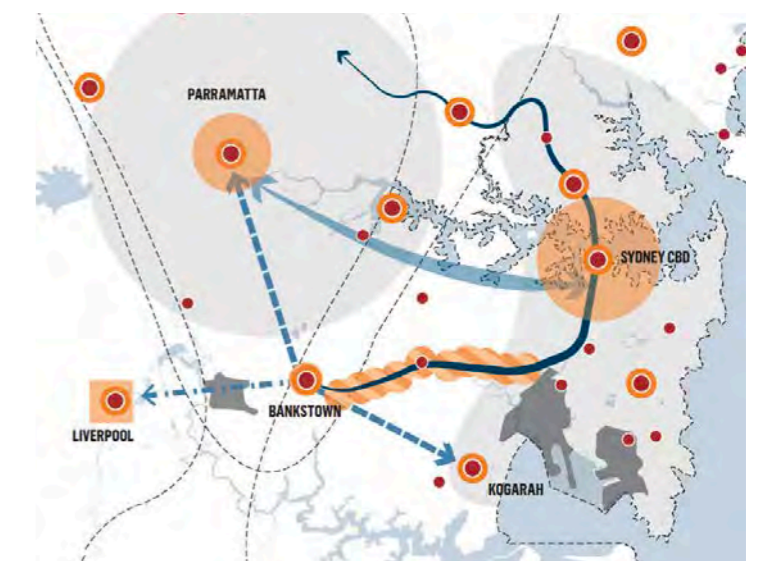 PARRAMATTA
SYDNEY CBD
BANKSTOWN
LIVERPOOL
KOGARAH